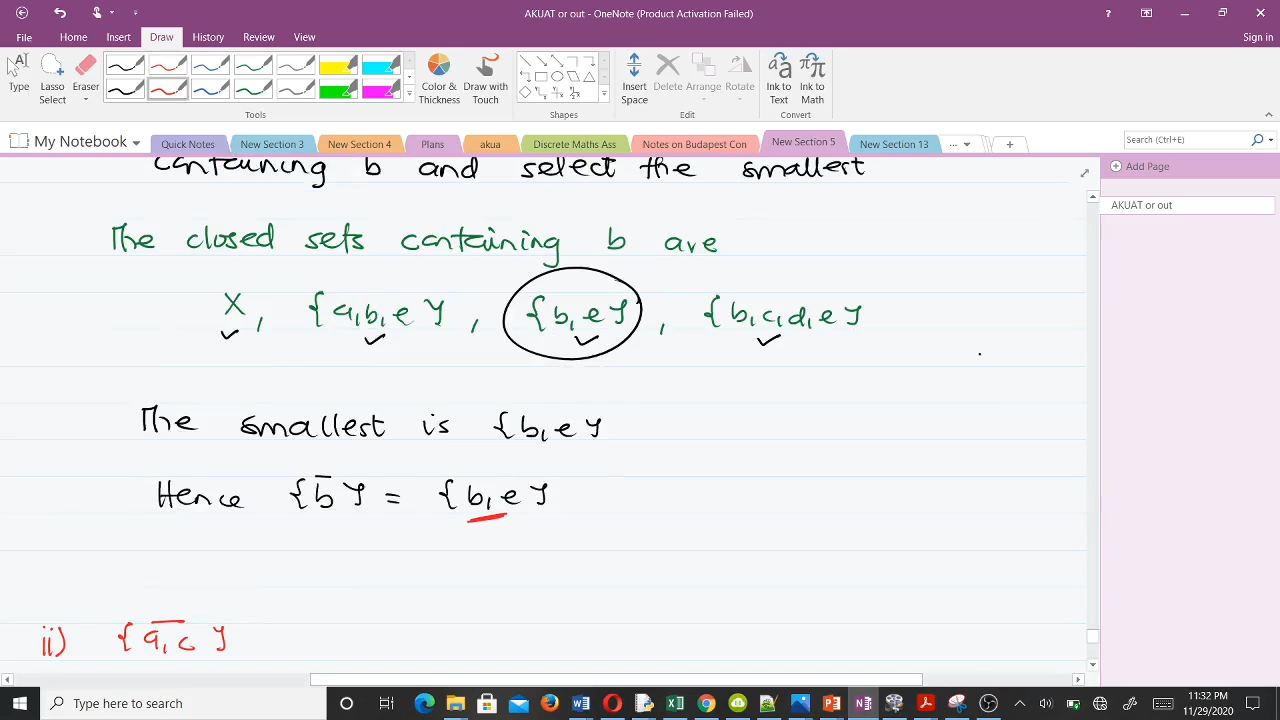 AKUAT or out - OneNote (Product Activation Failed)
File Home Insert Draw History Review View Sign in
Type Lasso Select Eraser Color & Thickness Draw with Touch Insert Space Delete Arrange Rotate Ink to Text Ink to Math
Tools Shapes Edit Convert
My Notebook Quick Notes New Section 3 New Section 4 Plans akua Discrete Maths Ass Notes on Budapest Con New Section 5 New Section 13 ... + Search (Ctrl+E)
Add Page
AKUAT or out
containing b and select the smallest
The closed sets containing b are
X, {a,b,e}, {b,e}, {b,c,d,e}
The smallest is {b,e}
Hence {b̅} = {b,e}
ii) {a̅,̅c̅}
Type here to search
11:32 PM
11/29/2020